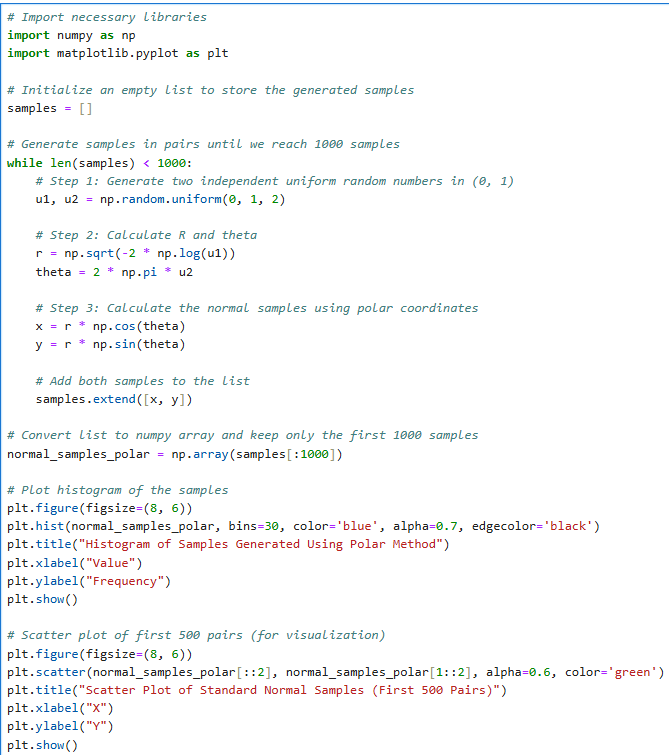 # Import necessary libraries
import numpy as np
import matplotlib.pyplot as plt

# Initialize an empty list to store the generated samples
samples = []

# Generate samples in pairs until we reach 1000 samples
while len(samples) < 1000:
    # Step 1: Generate two independent uniform random numbers in (0, 1)
    u1, u2 = np.random.uniform(0, 1, 2)

    # Step 2: Calculate R and theta
    r = np.sqrt(-2 * np.log(u1))
    theta = 2 * np.pi * u2

    # Step 3: Calculate the normal samples using polar coordinates
    x = r * np.cos(theta)
    y = r * np.sin(theta)

    # Add both samples to the list
    samples.extend([x, y])

# Convert list to numpy array and keep only the first 1000 samples
normal_samples_polar = np.array(samples[:1000])

# Plot histogram of the samples
plt.figure(figsize=(8, 6))
plt.hist(normal_samples_polar, bins=30, color='blue', alpha=0.7, edgecolor='black')
plt.title("Histogram of Samples Generated Using Polar Method")
plt.xlabel("Value")
plt.ylabel("Frequency")
plt.show()

# Scatter plot of first 500 pairs (for visualization)
plt.figure(figsize=(8, 6))
plt.scatter(normal_samples_polar[::2], normal_samples_polar[1::2], alpha=0.6, color='green')
plt.title("Scatter Plot of Standard Normal Samples (First 500 Pairs)")
plt.xlabel("X")
plt.ylabel("Y")
plt.show()